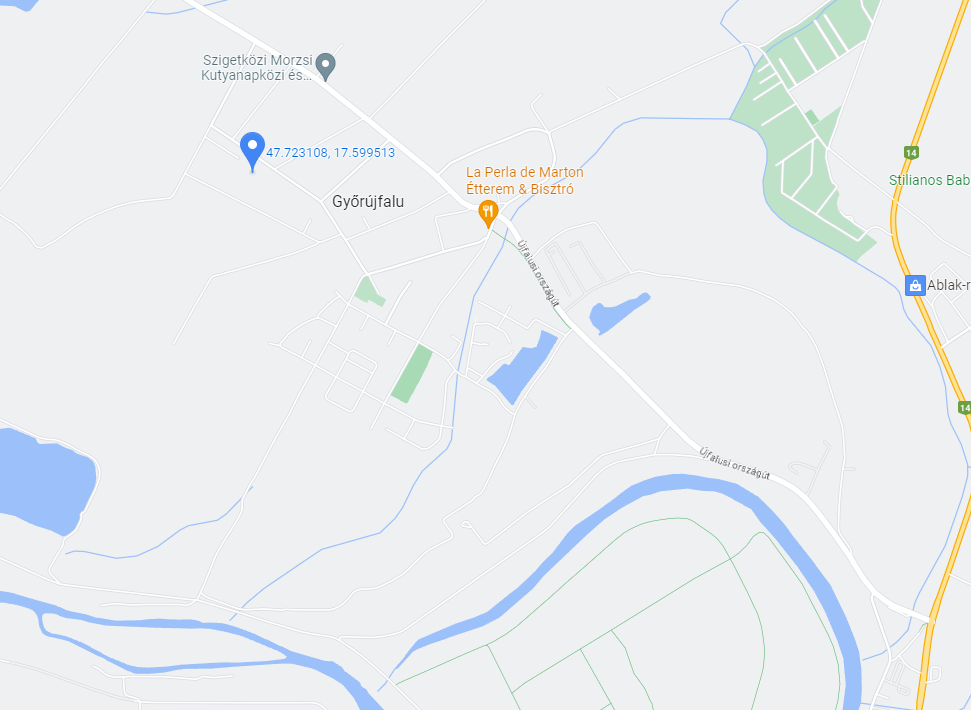 Szigetközi Morzsi
Kutyanapközi és...
47.723108, 17.599513
La Perla de Marton
Étterem & Bisztró
14
Stilianos Bab
Győrújfalu
Újfalusi országút
Ablak-r
14
Újfalusi országút